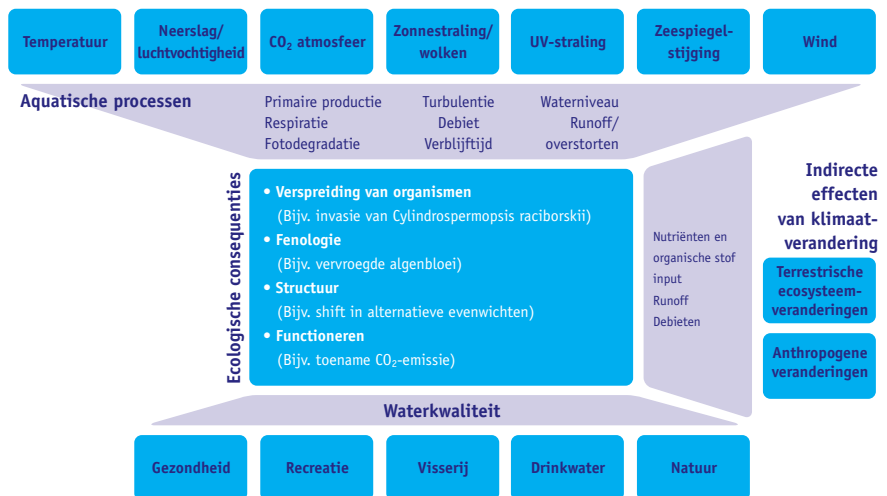 Temperatuur
Neerslag/
luchtvochtigheid
CO₂ atmosfeer
Zonnestraling/
wolken
UV-straling
Zeespiegel-
stijging
Wind
Aquatische processen
Primaire productie
Respiratie
Fotodegradatie
Turbulentie
Debiet
Verblijftijd
Waterniveau
Runoff/
overstorten
Ecologische consequenties
• Verspreiding van organismen
(Bijv. invasie van Cylindrospermopsis raciborskii)
• Fenologie
(Bijv. vervroegde algenbloei)
• Structuur
(Bijv. shift in alternatieve evenwichten)
• Functioneren
(Bijv. toename CO₂-emissie)
Nutriënten en
organische stof
input
Runoff
Debieten
Indirecte
effecten
van klimaat-
verandering
Terrestrische
ecosysteem-
veranderingen
Anthropogene
veranderingen
Waterkwaliteit
Gezondheid
Recreatie
Visserij
Drinkwater
Natuur